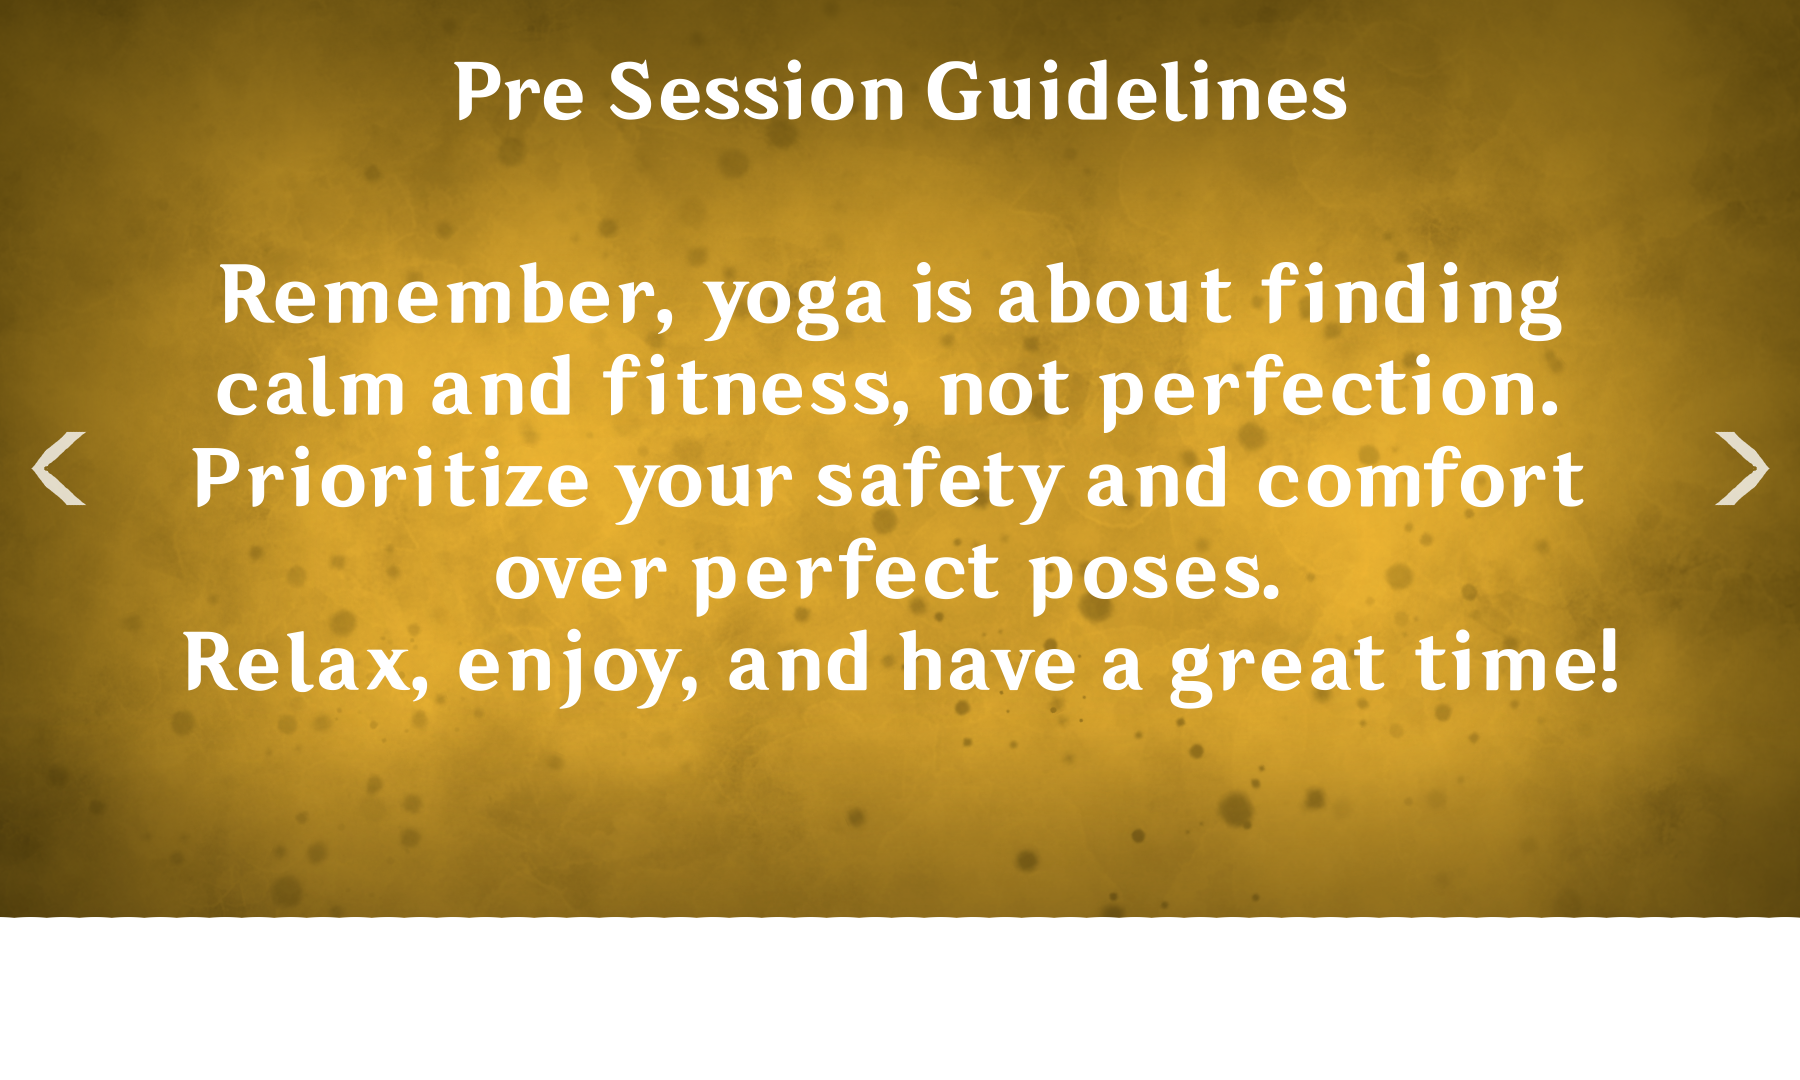 Pre Session Guidelines
Remember, yoga is about finding
calm and fitness, not perfection.
Prioritize your safety and comfort
over perfect poses.
Relax, enjoy, and have a great time!